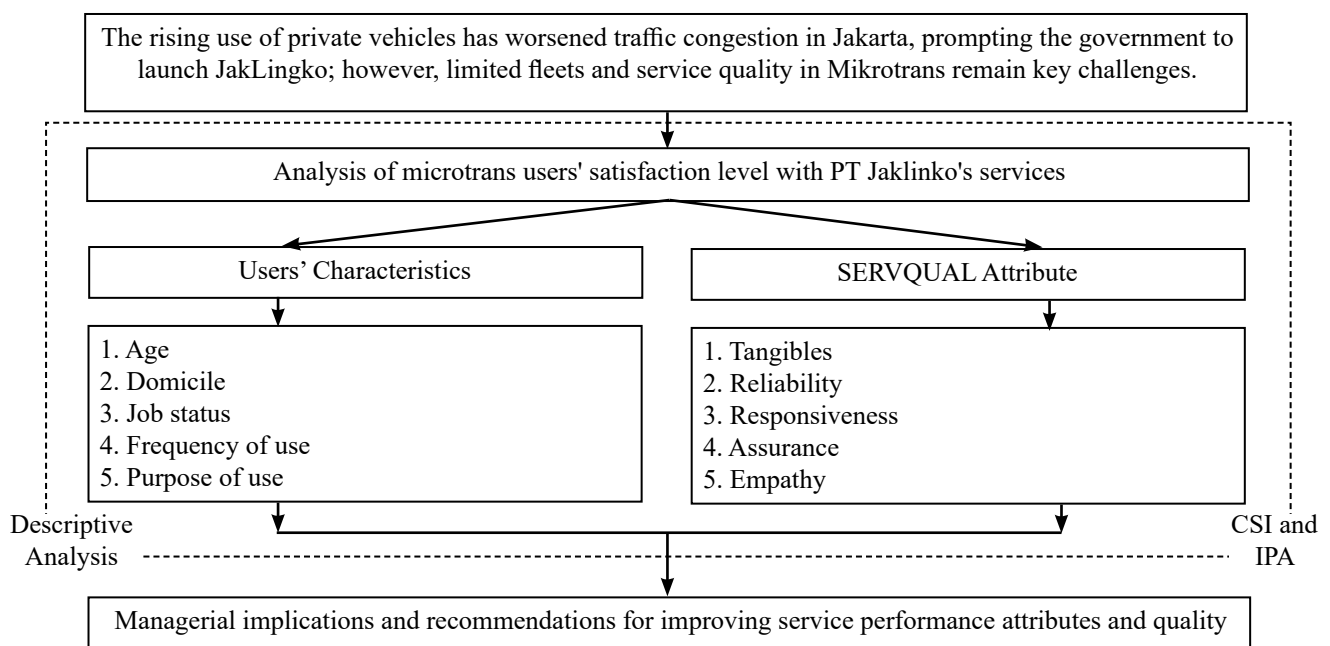 The rising use of private vehicles has worsened traffic congestion in Jakarta, prompting the government to
launch JakLingko; however, limited fleets and service quality in Mikrotrans remain key challenges.
Analysis of microtrans users' satisfaction level with PT Jaklinko's services
Users’ Characteristics
SERVQUAL Attribute
1. Age
2. Domicile
3. Job status
4. Frequency of use
5. Purpose of use
1. Tangibles
2. Reliability
3. Responsiveness
4. Assurance
5. Empathy
Descriptive
Analysis
CSI and
IPA
Managerial implications and recommendations for improving service performance attributes and quality